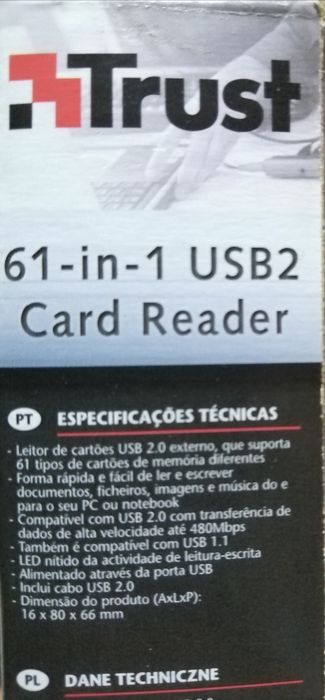 Trust
61-in-1 USB2
Card Reader
PT ESPECIFICAÇÕES TÉCNICAS
- Leitor de cartões USB 2.0 externo, que suporta
61 tipos de cartões de memória diferentes
- Forma rápida e fácil de ler e escrever
documentos, ficheiros, imagens e música do e
para o seu PC ou notebook
- Compatível com USB 2.0 com transferência de
dados de alta velocidade até 480Mbps
- Também é compatível com USB 1.1
- LED nítido da actividade de leitura-escrita
- Alimentado através da porta USB
- Inclui cabo USB 2.0
- Dimensão do produto (AxLxP):
16 x 80 x 66 mm
PL DANE TECHNICZNE